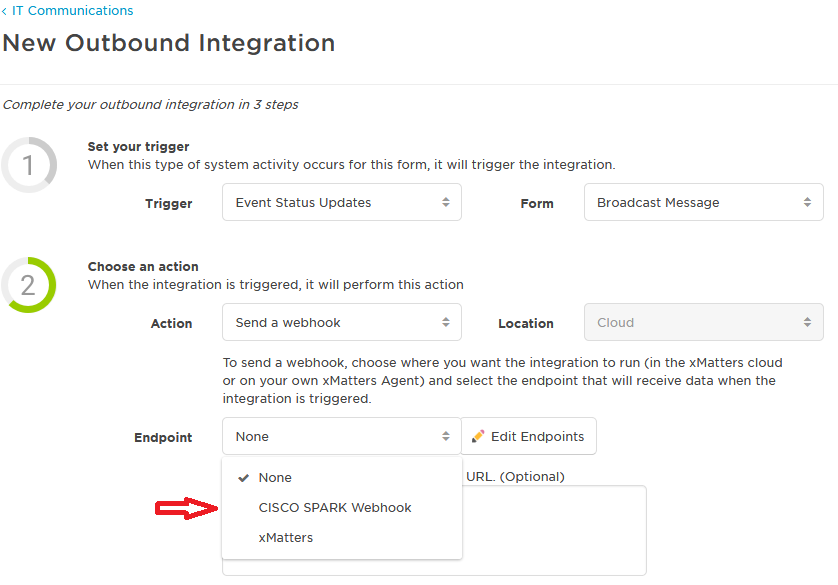 ‹ IT Communications
New Outbound Integration
Complete your outbound integration in 3 steps
1
Set your trigger
When this type of system activity occurs for this form, it will trigger the integration.
Trigger Event Status Updates Form Broadcast Message
2
Choose an action
When the integration is triggered, it will perform this action
Action Send a webhook Location Cloud
To send a webhook, choose where you want the integration to run (in the xMatters cloud
or on your own xMatters Agent) and select the endpoint that will receive data when the
integration is triggered.
Endpoint None Edit Endpoints
✓ None URL. (Optional)
CISCO SPARK Webhook
xMatters